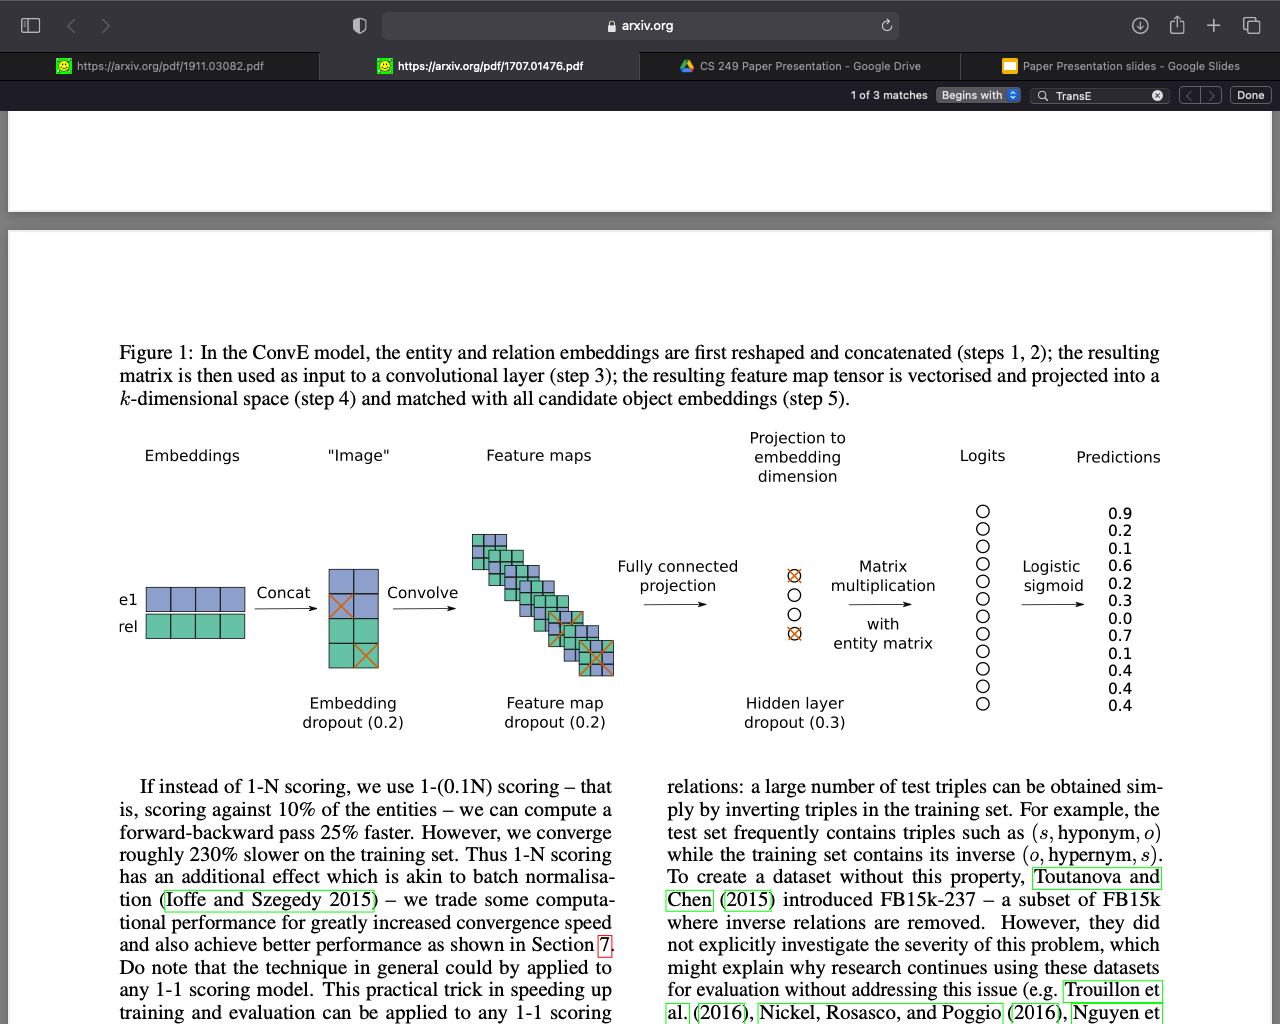 arxiv.org
https://arxiv.org/pdf/1911.03082.pdf
https://arxiv.org/pdf/1707.01476.pdf
CS 249 Paper Presentation - Google Drive
Paper Presentation slides - Google Slides
1 of 3 matches
Begins with
TransE
Done
Figure 1: In the ConvE model, the entity and relation embeddings are first reshaped and concatenated (steps 1, 2); the resulting
matrix is then used as input to a convolutional layer (step 3); the resulting feature map tensor is vectorised and projected into a
k-dimensional space (step 4) and matched with all candidate object embeddings (step 5).
Embeddings
"Image"
Feature maps
Projection to
embedding
dimension
Logits
Predictions
e1
rel
Concat
Convolve
Fully connected
projection
Matrix
multiplication
with
entity matrix
Logistic
sigmoid
0.9
0.2
0.1
0.6
0.2
0.3
0.0
0.7
0.1
0.4
0.4
0.4
Embedding
dropout (0.2)
Feature map
dropout (0.2)
Hidden layer
dropout (0.3)
If instead of 1-N scoring, we use 1-(0.1N) scoring – that
is, scoring against 10% of the entities – we can compute a
forward-backward pass 25% faster. However, we converge
roughly 230% slower on the training set. Thus 1-N scoring
has an additional effect which is akin to batch normalisa-
tion (Ioffe and Szegedy 2015) – we trade some computa-
tional performance for greatly increased convergence speed
and also achieve better performance as shown in Section 7.
Do note that the technique in general could by applied to
any 1-1 scoring model. This practical trick in speeding up
training and evaluation can be applied to any 1-1 scoring
relations: a large number of test triples can be obtained sim-
ply by inverting triples in the training set. For example, the
test set frequently contains triples such as (s, hyponym, o)
while the training set contains its inverse (o, hypernym, s).
To create a dataset without this property, Toutanova and
Chen (2015) introduced FB15k-237 – a subset of FB15k
where inverse relations are removed. However, they did
not explicitly investigate the severity of this problem, which
might explain why research continues using these datasets
for evaluation without addressing this issue (e.g. Trouillon et
al. (2016), Nickel, Rosasco, and Poggio (2016), Nguyen et